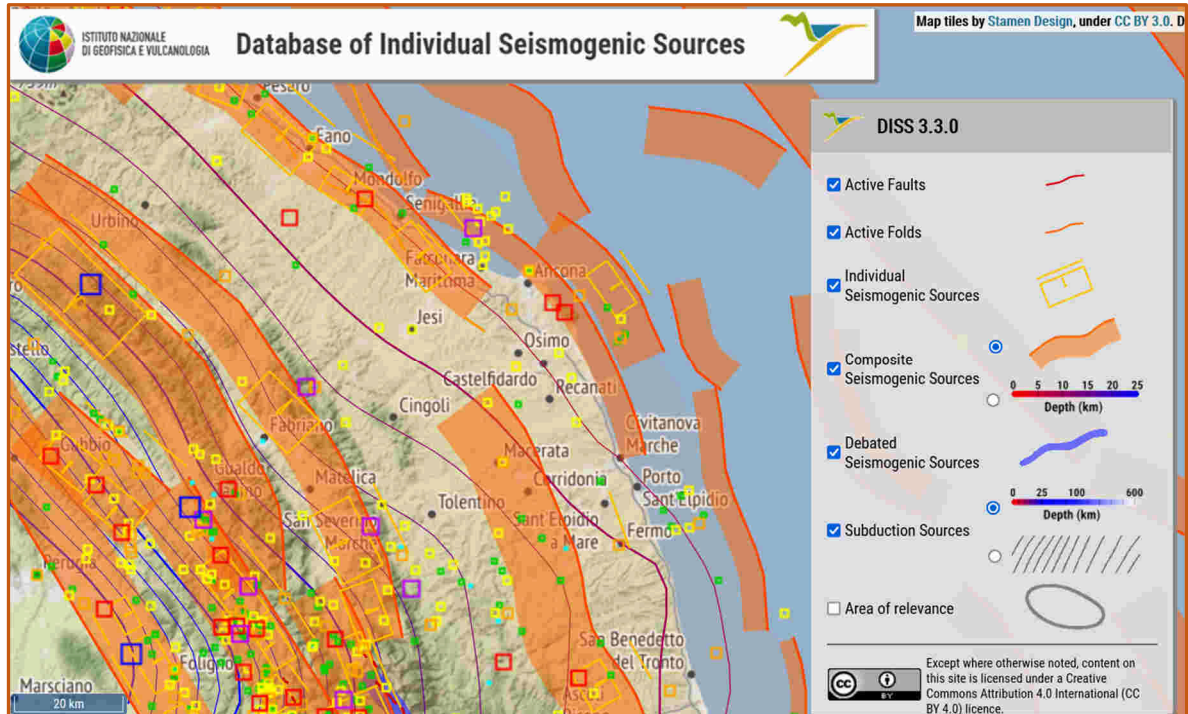 ISTITUTO NAZIONALE
DI GEOFISICA E VULCANOLOGIA
Database of Individual Seismogenic Sources
Map tiles by Stamen Design, under CC BY 3.0. D
Pesaro
Fano
Mondolfo
Senigallia
Urbino
Falconara
Marittima
Ancona
Jesi
Osimo
Castelfidardo
Recanati
Cingoli
Fabriano
Civitanova
Marche
Macerata
Gubbio
Gualdo
Matelica
Corridonia
Porto
Sant'Elpidio
Tolentino
Sant'Elpidio
a Mare
Fermo
San Severino
Marche
Perugia
San Benedetto
del Tronto
Foligno
Ascoli
Marsciano
20 km
DISS 3.3.0
Active Faults
Active Folds
Individual
Seismogenic Sources
Composite
Seismogenic Sources
0 5 10 15 20 25
Depth (km)
Debated
Seismogenic Sources
0 25 100 600
Depth (km)
Subduction Sources
Area of relevance
cc
BY
Except where otherwise noted, content on
this site is licensed under a Creative
Commons Attribution 4.0 International (CC
BY 4.0) licence.